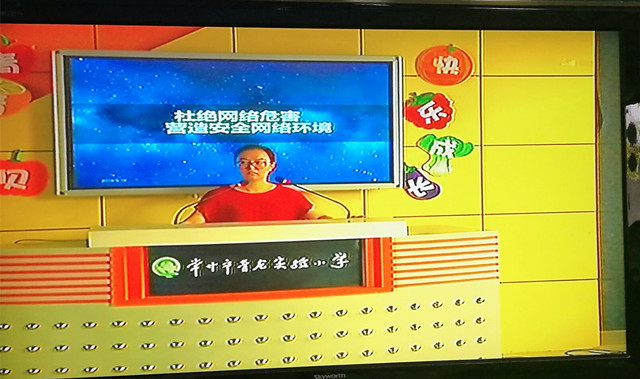 杜绝网络危害
营造安全网络环境
快
乐
成
长
常州市青龙实验小学
Skyworth